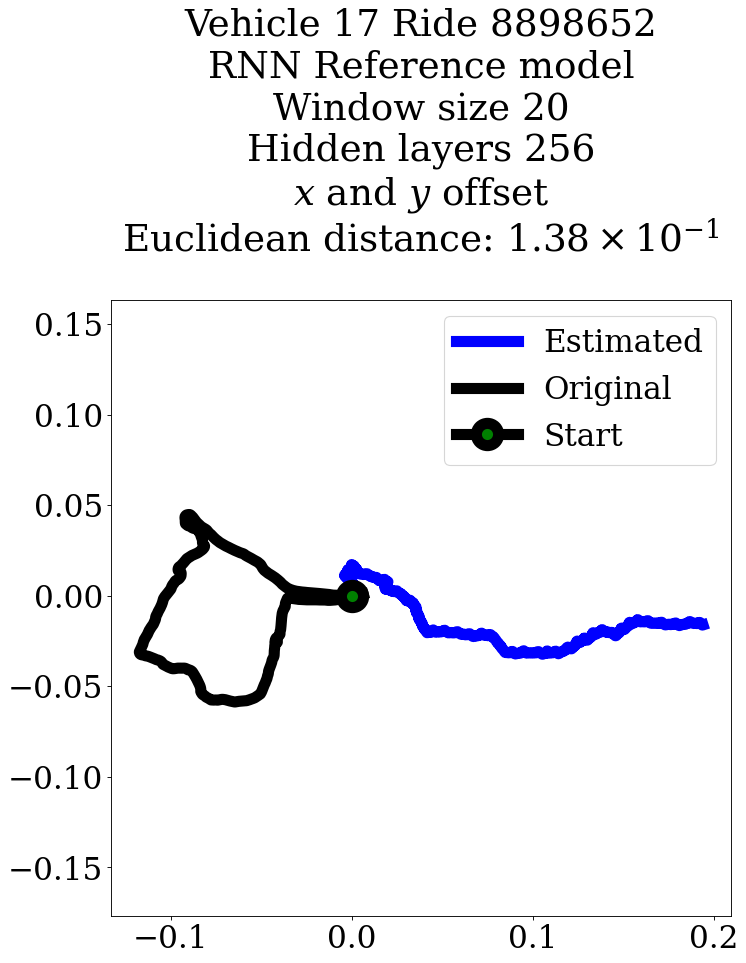 Vehicle 17 Ride 8898652
RNN Reference model
Window size 20
Hidden layers 256
x and y offset
Euclidean distance: 1.38 × 10⁻¹
Estimated
Original
Start
0.15
0.10
0.05
0.00
−0.05
−0.10
−0.15
−0.1 0.0 0.1 0.2